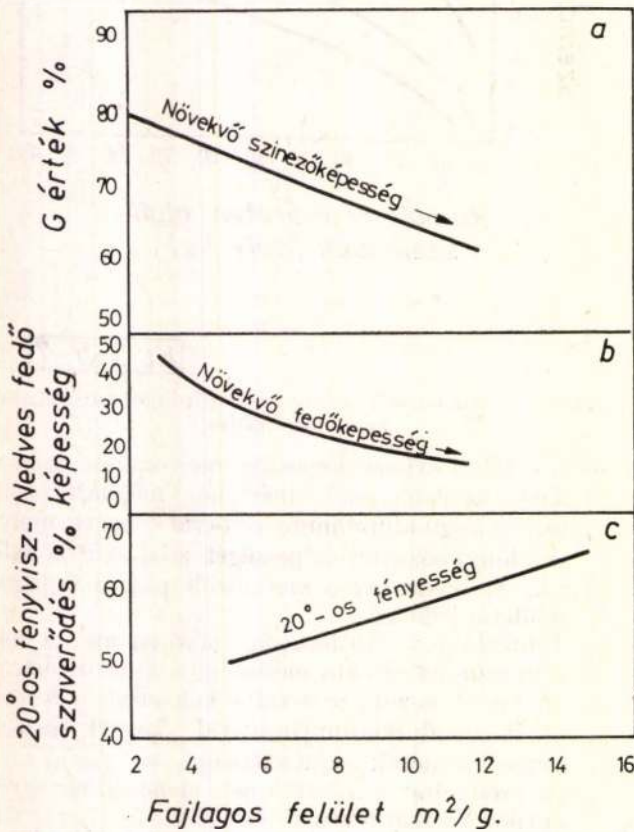 a
G érték %
90
80
70
60
50
Növekvő szinezőképesség
b
Nedves fedő
képesség
50
40
30
20
10
0
Növekvő fedőképesség
c
20°-os fényvisz-
szaverődés %
70
60
50
40
20°-os fényesség
2 4 6 8 10 12 14 16
Fajlagos felület m²/g.